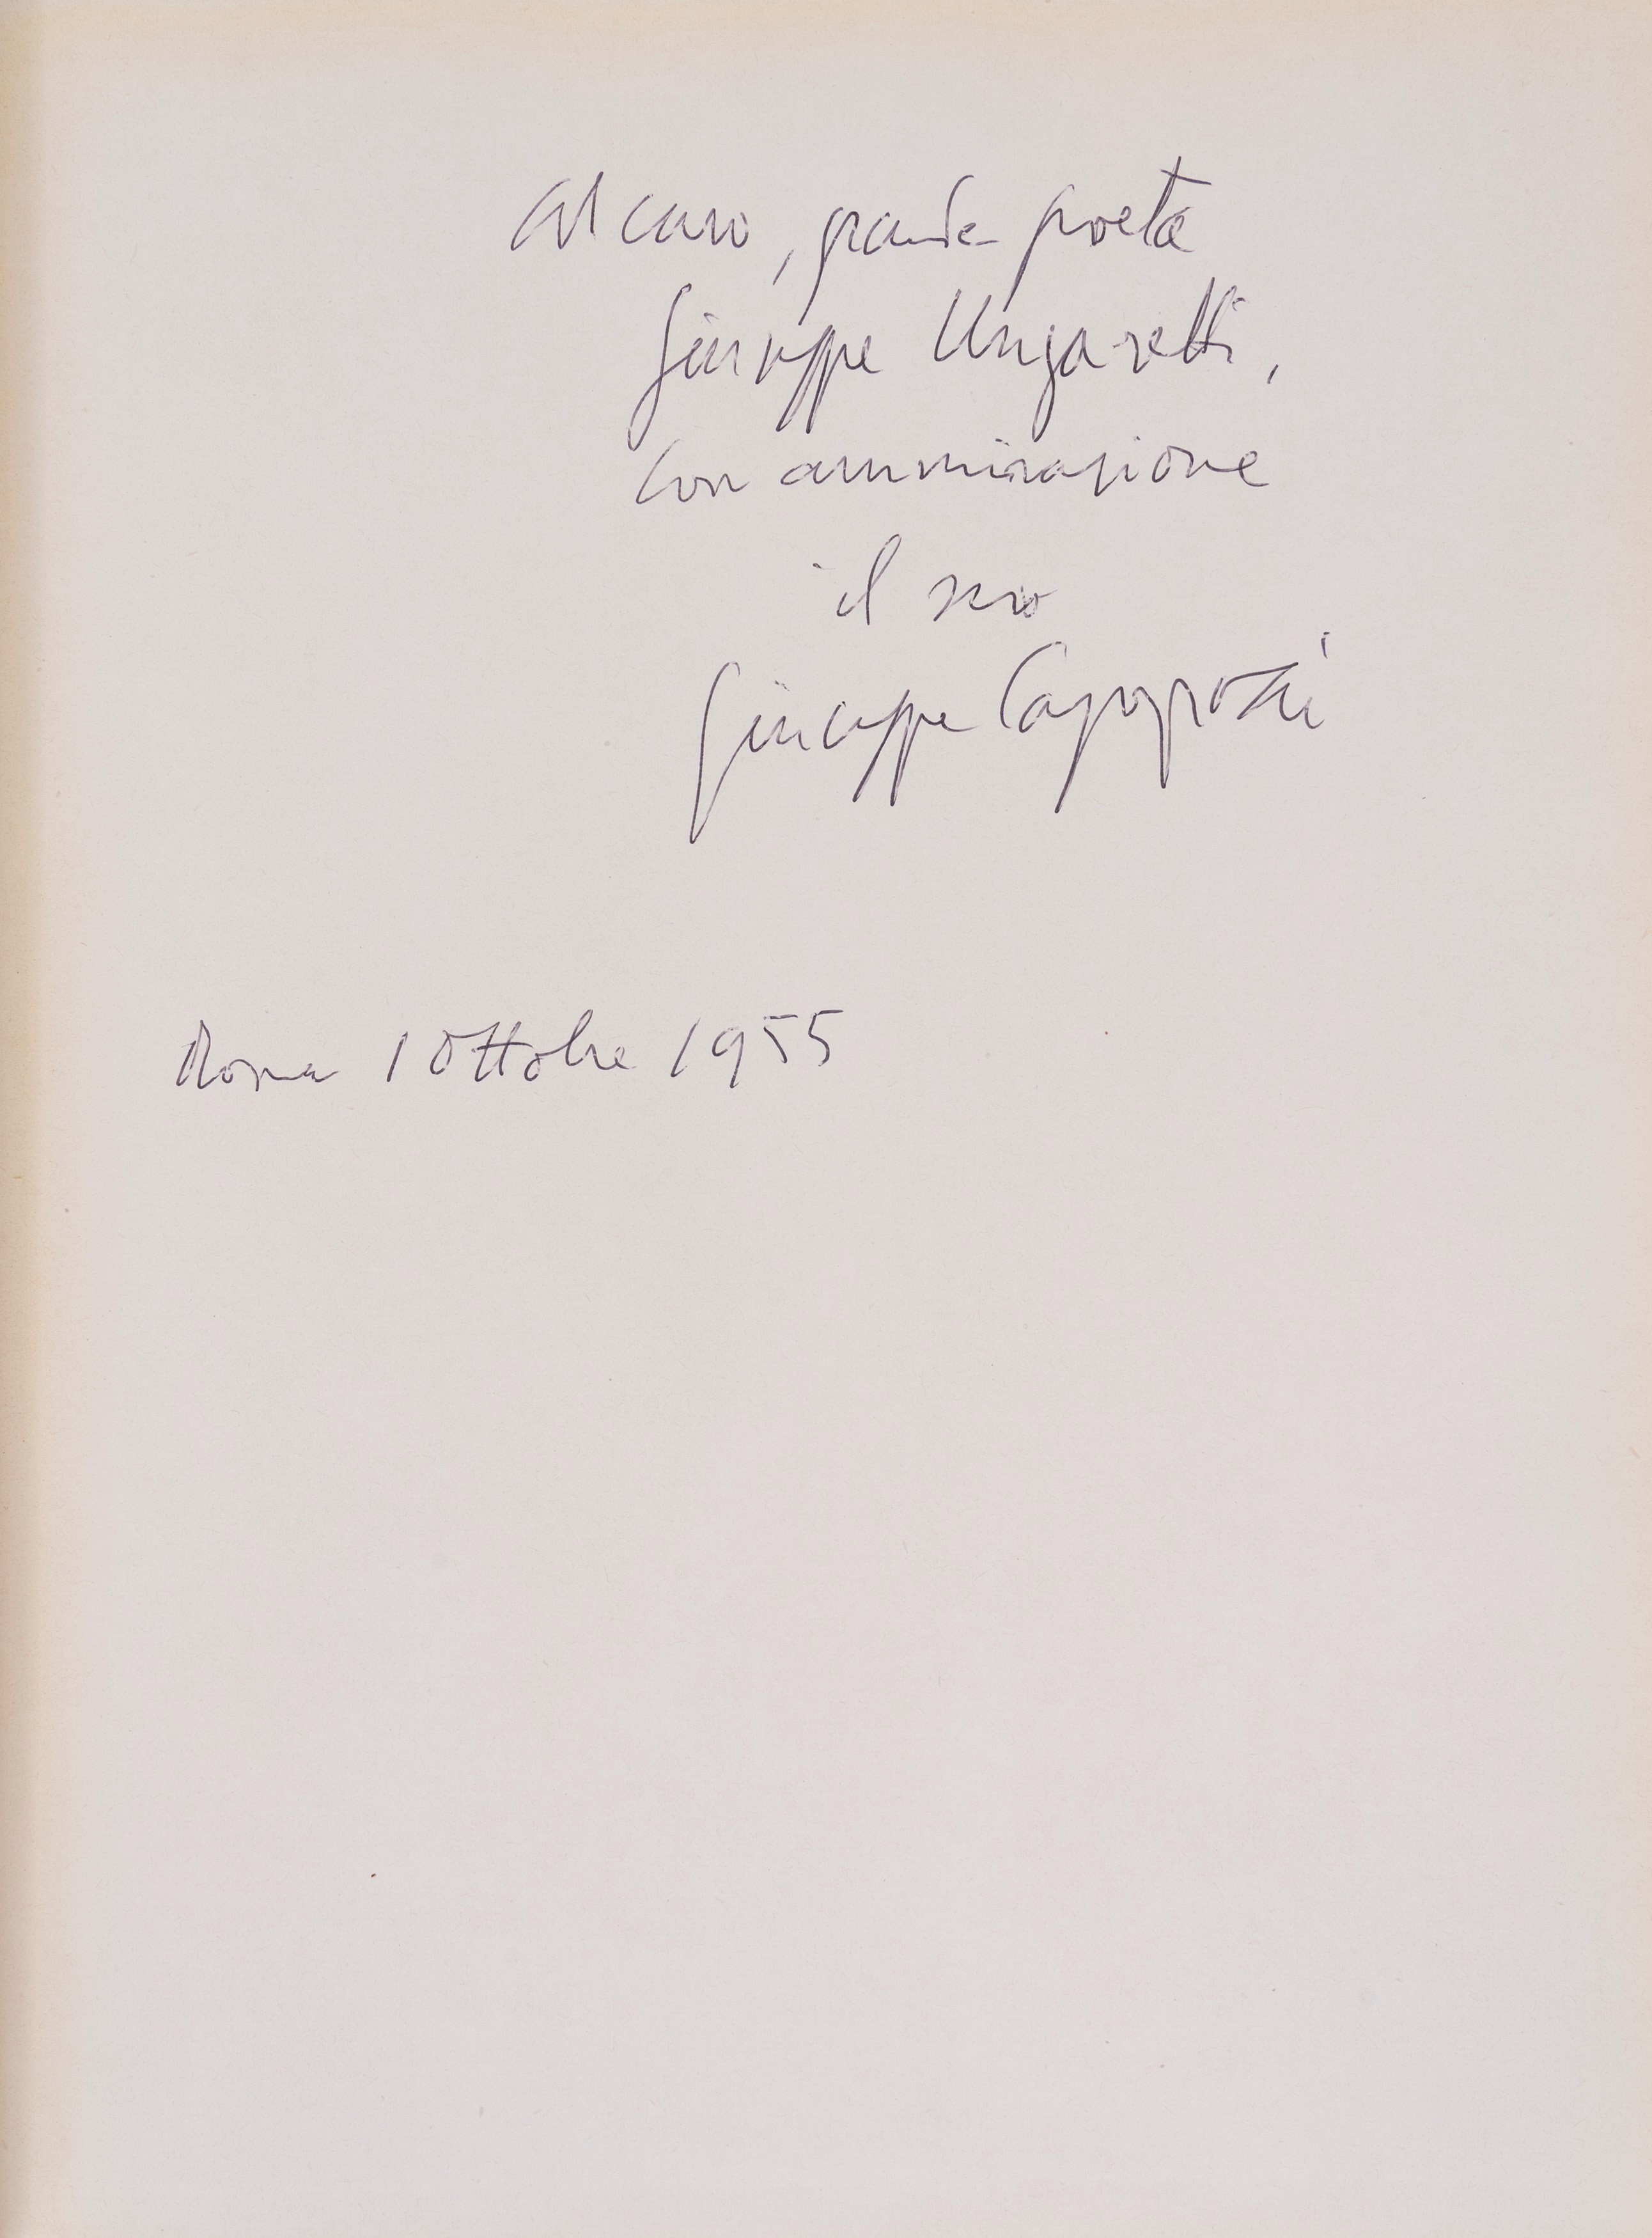 Al caro, grande poeta
Giuseppe Ungaretti,
con ammirazione
il suo
Giuseppe Capogrossi
Roma 1 Ottobre 1955